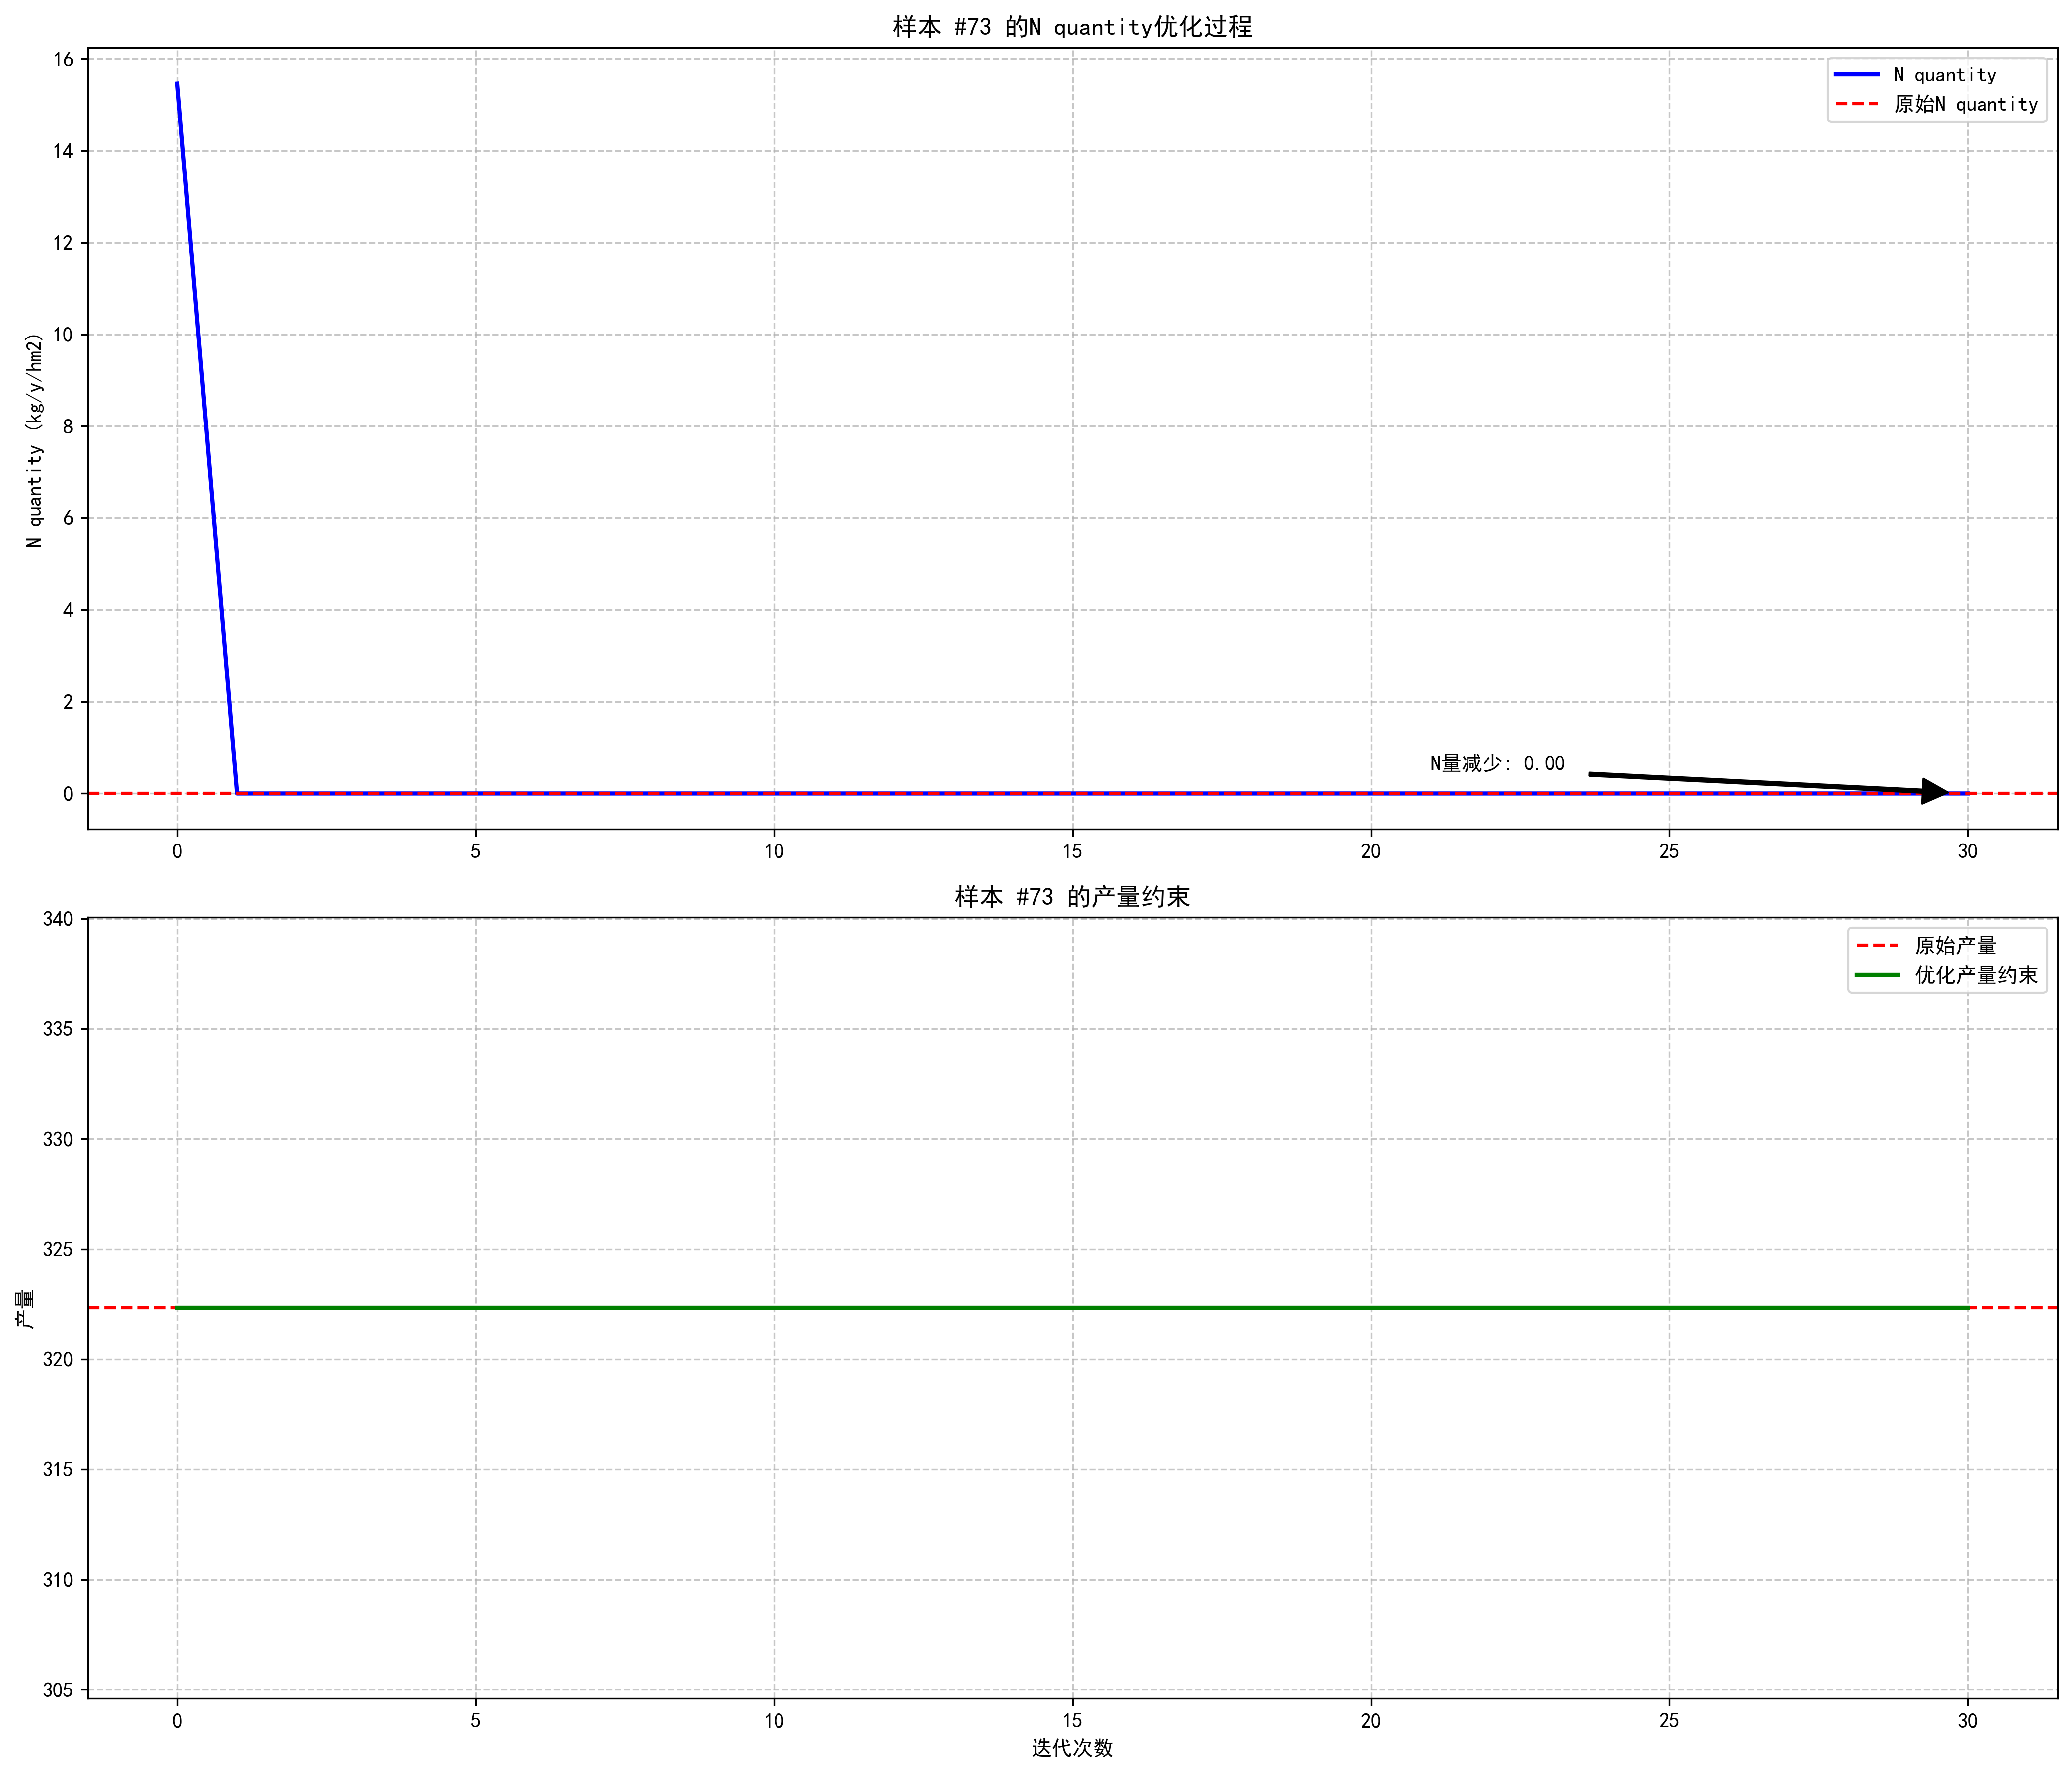 样本 #73 的N quantity优化过程
N quantity
原始N quantity
N quantity (kg/y/hm2)
16
14
12
10
8
6
4
2
0
N量减少: 0.00
0 5 10 15 20 25 30
样本 #73 的产量约束
原始产量
优化产量约束
产量
340
335
330
325
320
315
310
305
0 5 10 15 20 25 30
迭代次数